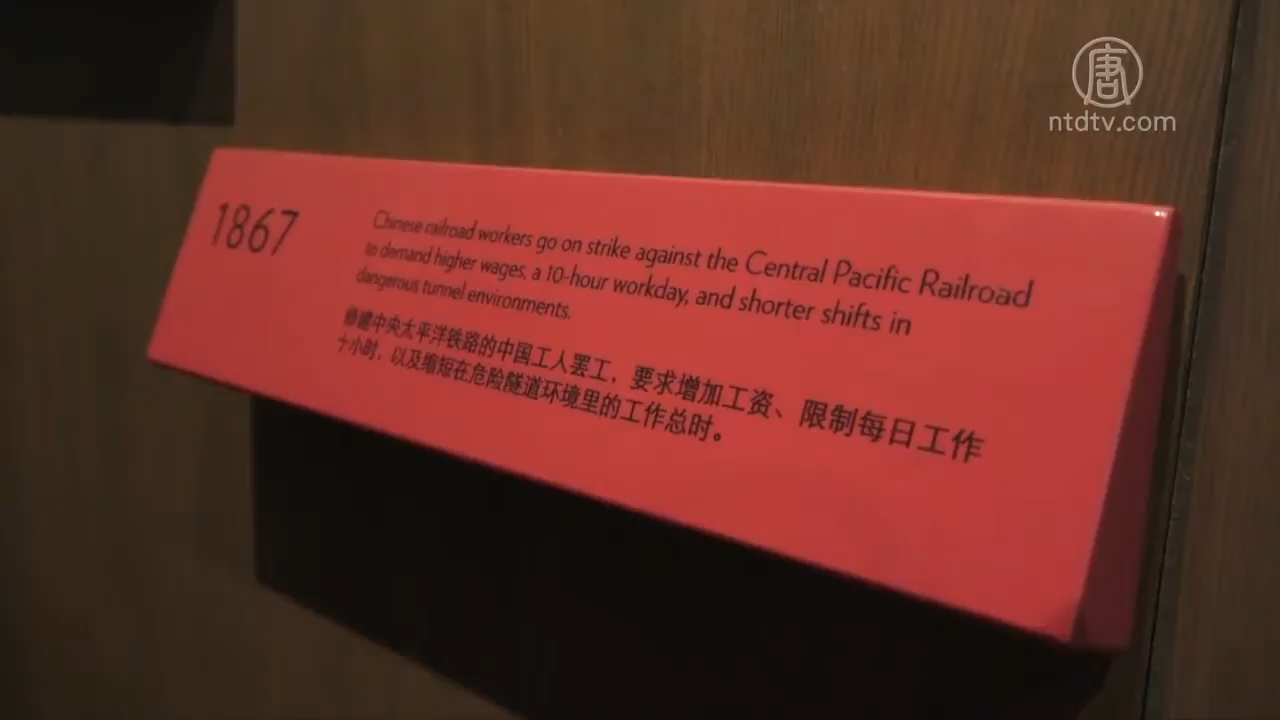 唐
ntdtv.com
1867
Chinese railroad workers go on strike against the Central Pacific Railroad
to demand higher wages, a 10-hour workday, and shorter shifts in
dangerous tunnel environments.
修建中央太平洋铁路的中国工人罢工，要求增加工资、限制每日工作
十小时，以及缩短在危险隧道环境里的工作总时。